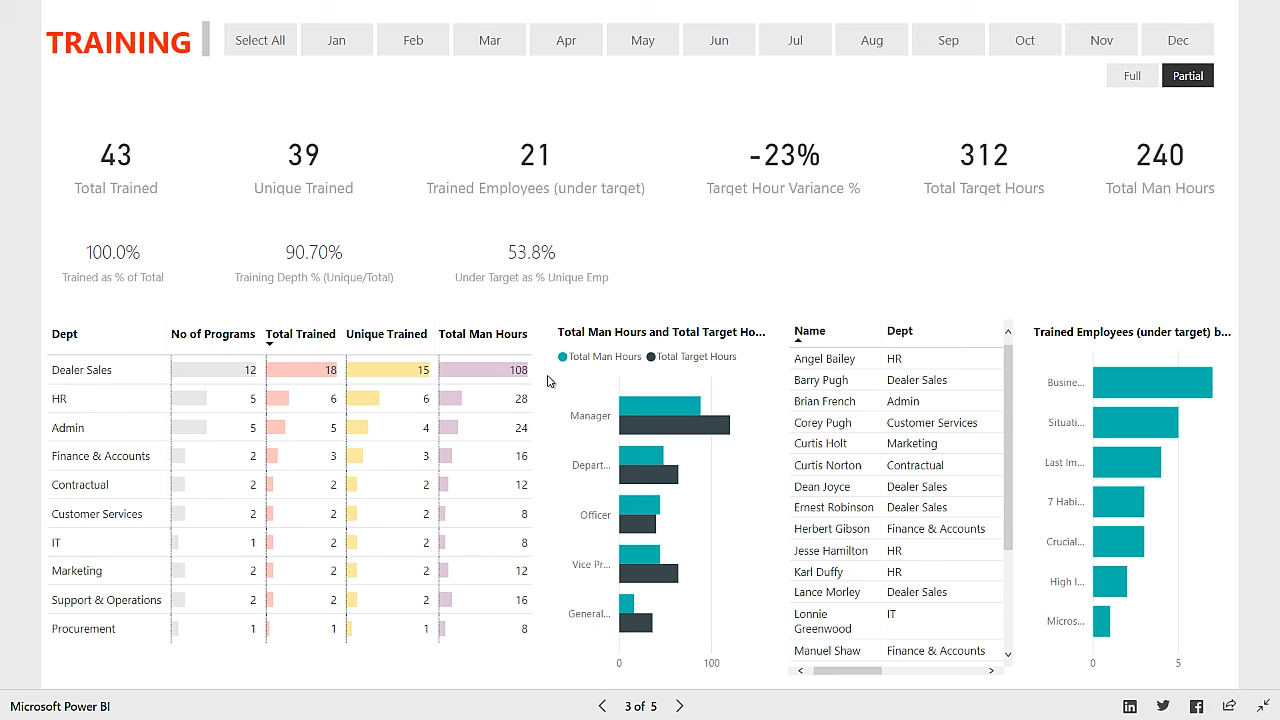 TRAINING
Select All Jan Feb Mar Apr May Jun Jul Aug Sep Oct Nov Dec
Full Partial
43 39 21 -23% 312 240
Total Trained Unique Trained Trained Employees (under target) Target Hour Variance % Total Target Hours Total Man Hours
100.0% 90.70% 53.8%
Trained as % of Total Training Depth % (Unique/Total) Under Target as % Unique Emp
Dept No of Programs Total Trained Unique Trained Total Man Hours
Dealer Sales 12 18 15 108
HR 5 6 6 28
Admin 5 5 4 24
Finance & Accounts 2 3 3 16
Contractual 2 2 2 12
Customer Services 2 2 2 8
IT 1 2 2 8
Marketing 2 2 2 12
Support & Operations 2 2 2 16
Procurement 1 1 1 8
Total Man Hours and Total Target Ho...
Total Man Hours Total Target Hours
Manager
Depart...
Officer
Vice Pr...
General...
0 100
Name Dept
Angel Bailey HR
Barry Pugh Dealer Sales
Brian French Admin
Corey Pugh Customer Services
Curtis Holt Marketing
Curtis Norton Contractual
Dean Joyce Dealer Sales
Ernest Robinson Dealer Sales
Herbert Gibson Finance & Accounts
Jesse Hamilton HR
Karl Duffy HR
Lance Morley Dealer Sales
Lonnie IT
Greenwood
Manuel Shaw Finance & Accounts
Trained Employees (under target) b...
Busine...
Situati...
Last Im...
7 Habi...
Crucial...
High I...
Micros...
0 5
Microsoft Power BI
3 of 5